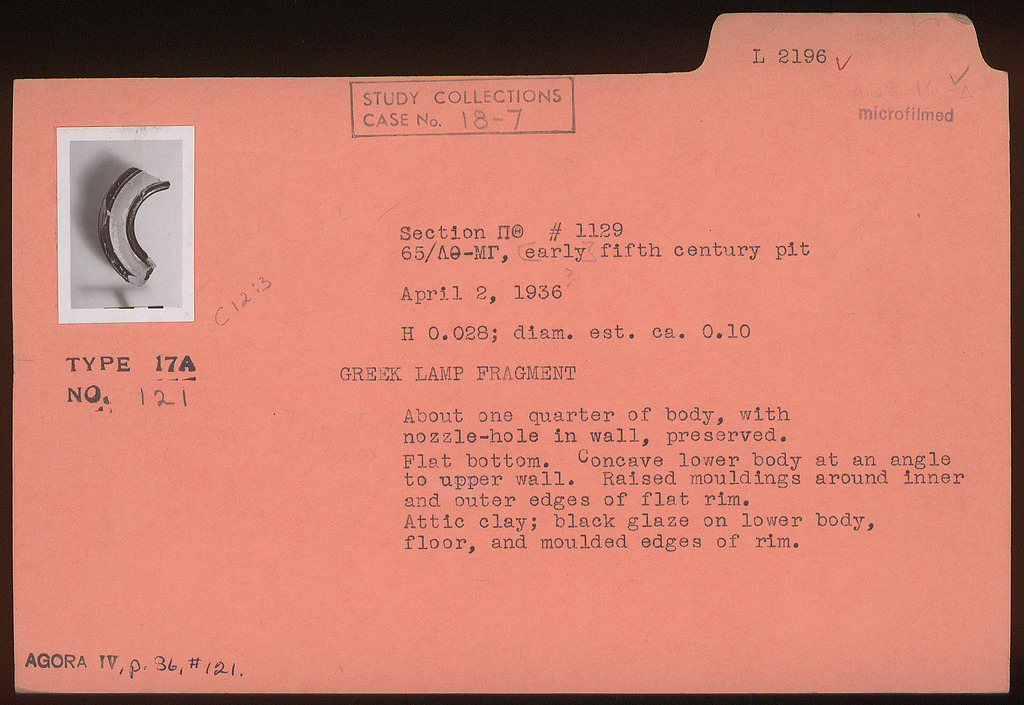 L 2196 ✓
STUDY COLLECTIONS
CASE No. 18-7
microfilmed
Section ΠΘ # 1129
65/ΛΘ-ΜΓ, [early] fifth century pit
?
April 2, 1936
C 12:3
H 0.028; diam. est. ca. 0.10
TYPE 17A
NO. 121
GREEK LAMP FRAGMENT
About one quarter of body, with
nozzle-hole in wall, preserved.
Flat bottom. Concave lower body at an angle
to upper wall. Raised mouldings around inner
and outer edges of flat rim.
Attic clay; black glaze on lower body,
floor, and moulded edges of rim.
AGORA IV, p. 36, #121.